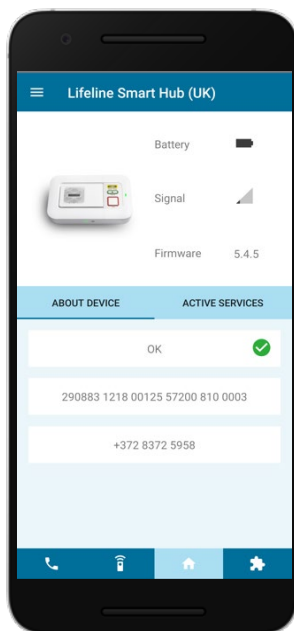 Lifeline Smart Hub (UK)
Battery
Signal
Firmware 5.4.5
ABOUT DEVICE ACTIVE SERVICES
OK
290883 1218 00125 57200 810 0003
+372 8372 5958